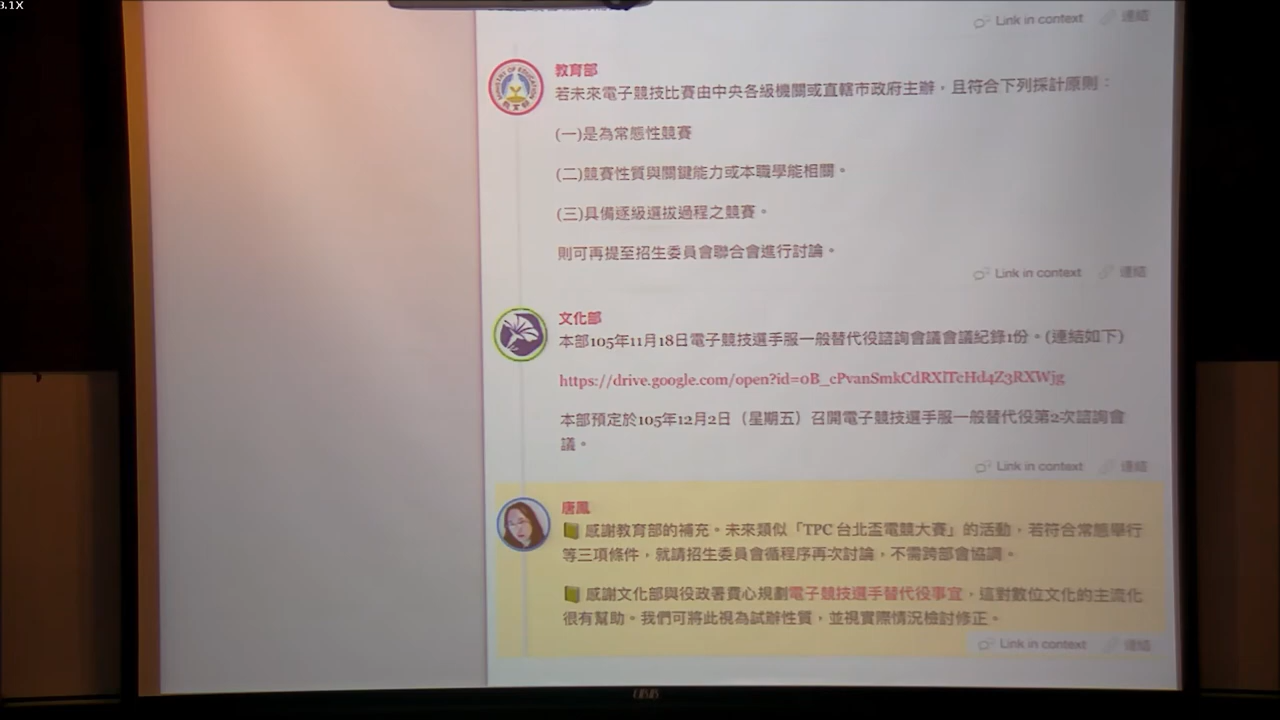 3.1X
Link in context 連結
教育部
若未來電子競技比賽由中央各級機關或直轄市政府主辦，且符合下列採計原則：
(一)是為常態性競賽
(二)競賽性質與關鍵能力或本職學能相關。
(三)具備逐級選拔過程之競賽。
則可再提至招生委員會聯合會進行討論。
Link in context 連結
文化部
本部105年11月18日電子競技選手服一般替代役諮詢會議會議紀錄1份。(連結如下)
https://drive.google.com/open?id=0B_cPvanSmkCdRXlTcHd4Z3RXWjg
本部預定於105年12月2日（星期五）召開電子競技選手服一般替代役第2次諮詢會
議。
Link in context 連結
唐鳳
感謝教育部的補充。未來類似「TPC 台北盃電競大賽」的活動，若符合常態舉行
等三項條件，就請招生委員會循程序再次討論，不需跨部會協調。
感謝文化部與役政署費心規劃電子競技選手替代役事宜，這對數位文化的主流化
很有幫助。我們可將此視為試辦性質，並視實際情況檢討修正。
Link in context 連結